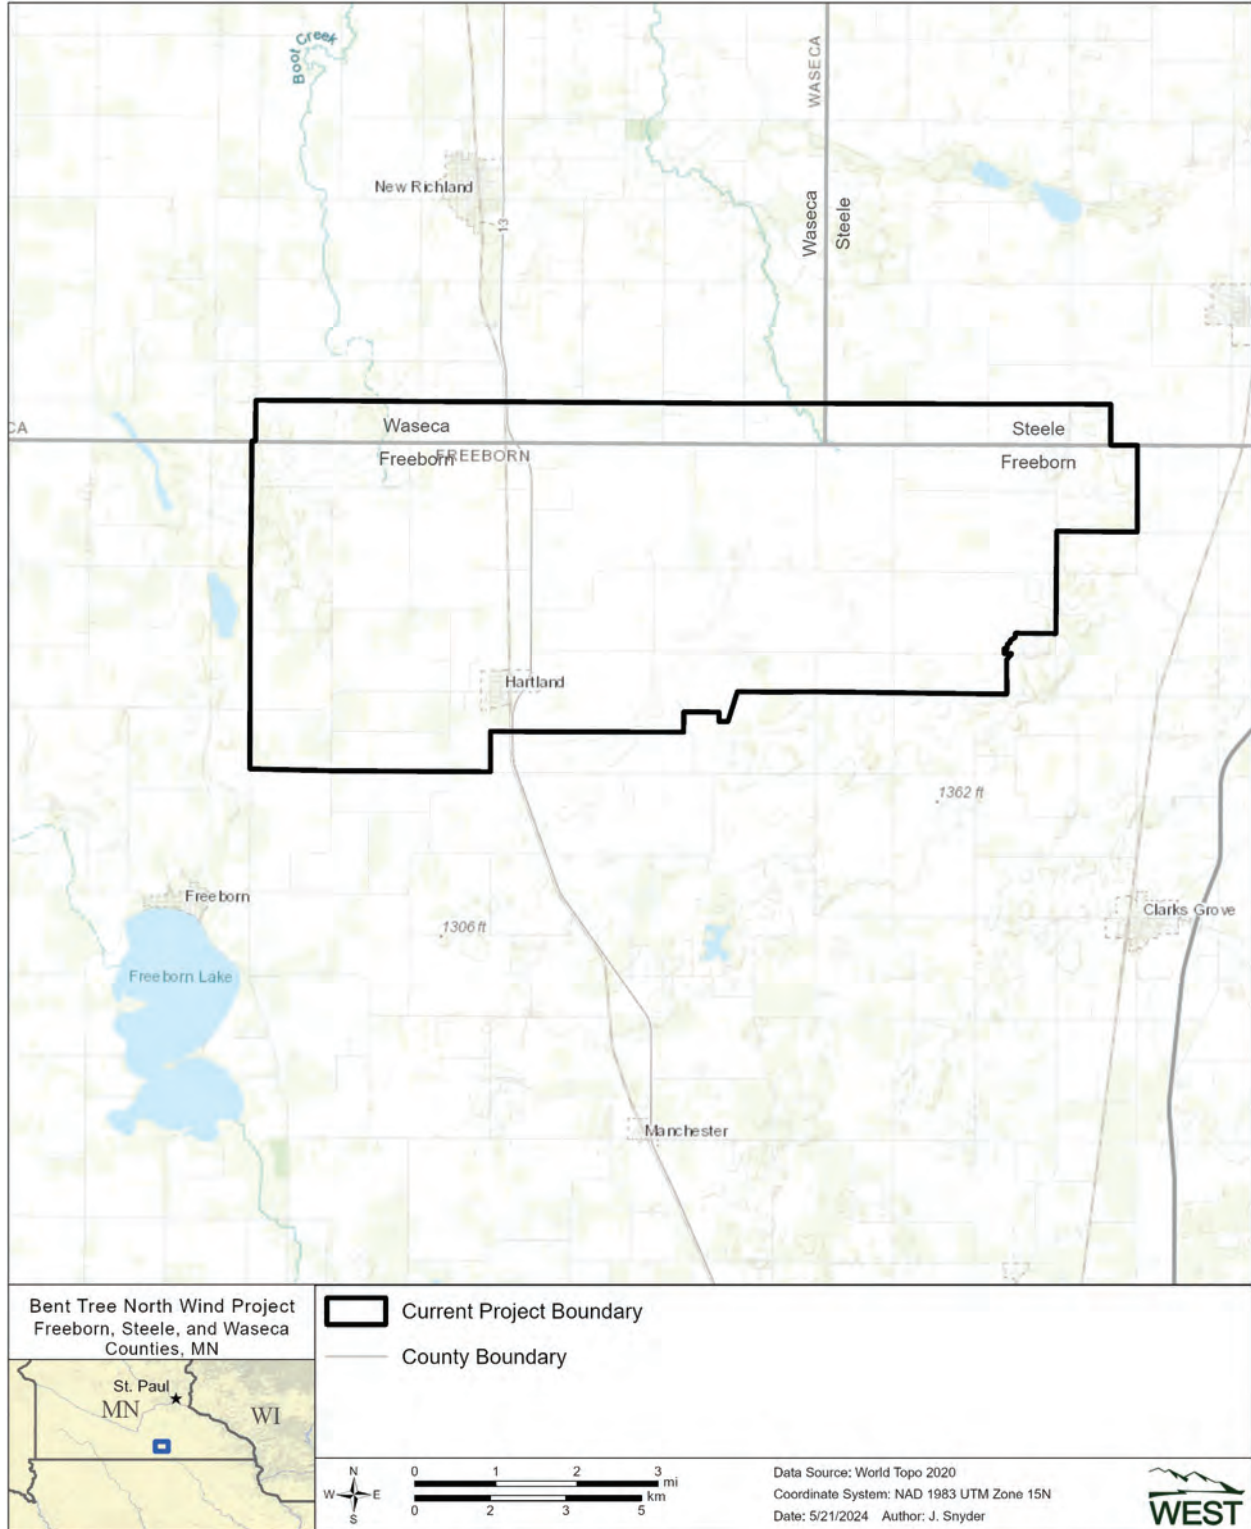 Boot Creek
WASECA
New Richland
13
Waseca
Steele
CA
Waseca
Steele
Freeborn
FREEBORN
Freeborn
Hartland
1362 ft
Freeborn
Clarks Grove
1306 ft
Freeborn Lake
Manchester
Bent Tree North Wind Project
Freeborn, Steele, and Waseca
Counties, MN
St. Paul
MN
WI
Current Project Boundary
County Boundary
N
W E
S
0 1 2 3
mi
km
0 2 3 5
Data Source: World Topo 2020
Coordinate System: NAD 1983 UTM Zone 15N
Date: 5/21/2024 Author: J. Snyder
WEST